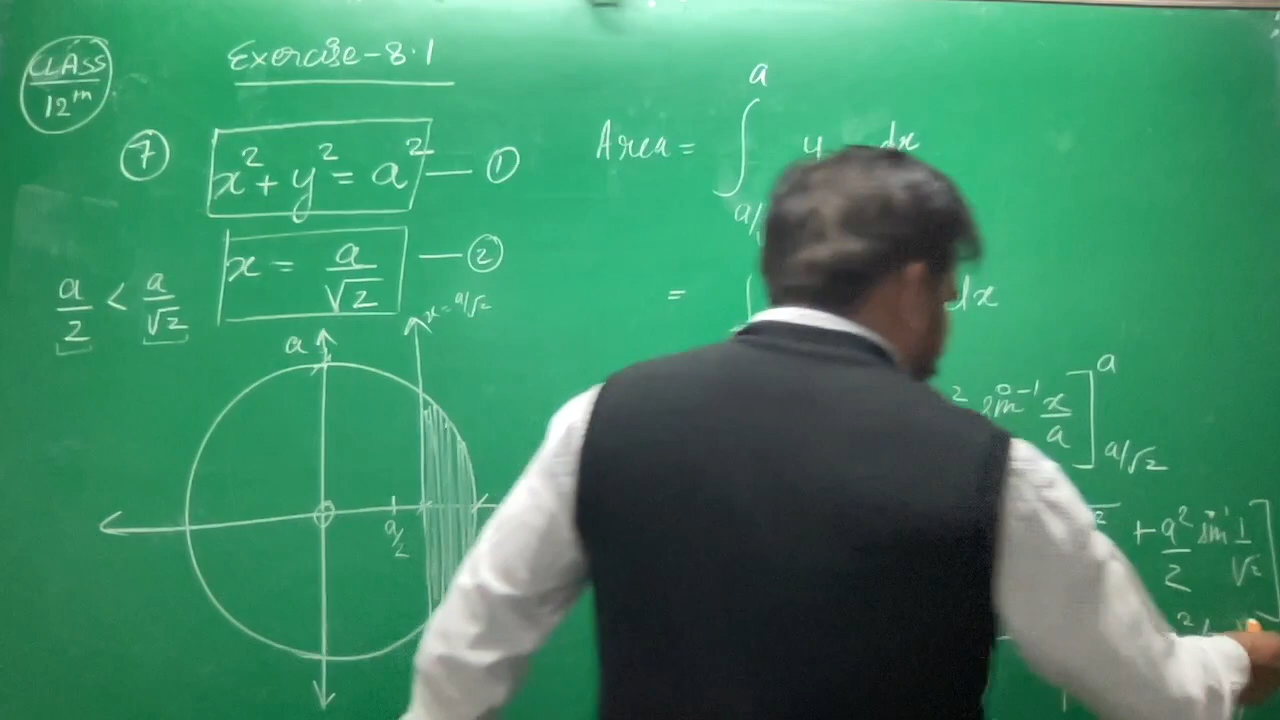 CLASS
12th
Exercise-8.1
7
x² + y² = a² — 1
x = a/√2 — 2
a/2 < a/√2
x = a/√2
a
a/2
Area = ∫ a y dx
= dx
² sin⁻¹ x/a ] a a/√2
+ a²/2 sin⁻¹ 1/√2 ]